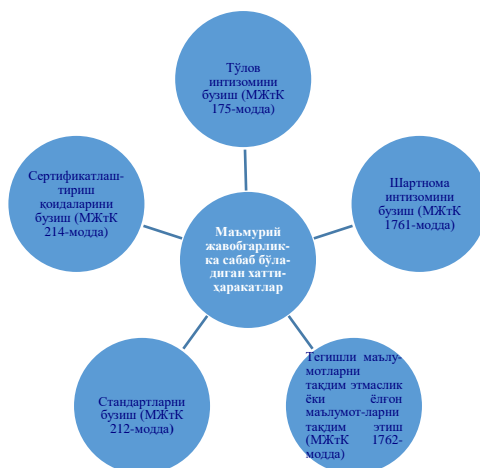 Тўлов
интизомини
бузиш (МЖтК
175-модда)
Сертификатлаш-
тириш
қоидаларини
бузиш (МЖтК
214-модда)
Шартнома
интизомини
бузиш (МЖтК
1761-модда)
Маъмурий
жавобгарлик-
ка сабаб бўла-
диган хатти-
ҳаракатлар
Стандартларни
бузиш (МЖтК
212-модда)
Тегишли маълу-
мотларни
тақдим этмаслик
ёки ёлғон
маълумот-ларни
тақдим этиш
(МЖтК 1762-
модда)